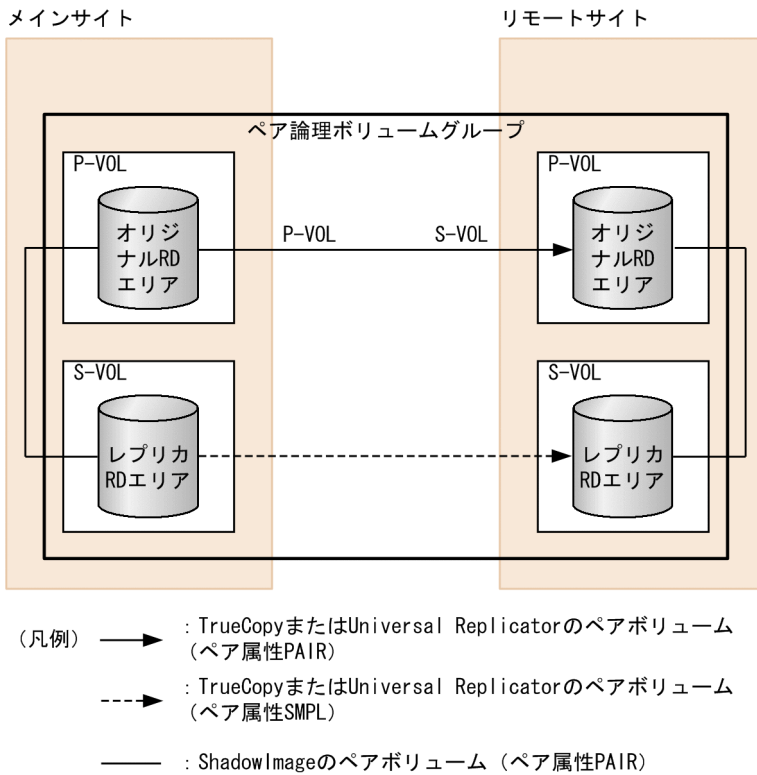 メインサイト
リモートサイト
ペア論理ボリュームグループ
P-VOL
P-VOL
オリジ
ナルRD
エリア
P-VOL
S-VOL
オリジ
ナルRD
エリア
S-VOL
S-VOL
レプリカ
RDエリア
レプリカ
RDエリア
(凡例)
：TrueCopyまたはUniversal Replicatorのペアボリューム
（ペア属性PAIR）
：TrueCopyまたはUniversal Replicatorのペアボリューム
（ペア属性SMPL）
：ShadowImageのペアボリューム（ペア属性PAIR）